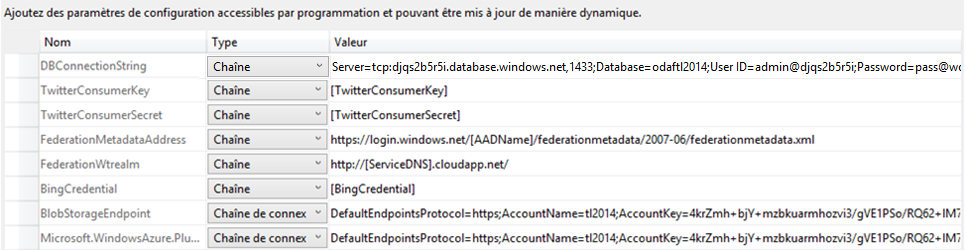 Ajoutez des paramètres de configuration accessibles par programmation et pouvant être mis à jour de manière dynamique.
Nom Type Valeur
DBConnectionString Chaîne Server=tcp:djqs2b5r5i.database.windows.net,1433;Database=odaftl2014;User ID=admin@djqs2b5r5i;Password=pass@wo
TwitterConsumerKey Chaîne [TwitterConsumerKey]
TwitterConsumerSecret Chaîne [TwitterConsumerSecret]
FederationMetadataAddress Chaîne https://login.windows.net/[AADName]/federationmetadata/2007-06/federationmetadata.xml
FederationWtrealm Chaîne http://[ServiceDNS].cloudapp.net/
BingCredential Chaîne [BingCredential]
BlobStorageEndpoint Chaîne de connex DefaultEndpointsProtocol=https;AccountName=tl2014;AccountKey=4krZmh+bjY+mzbkuarmhozvi3/gVE1PSo/RQ62+IM7
Microsoft.WindowsAzure.Plu... Chaîne de connex DefaultEndpointsProtocol=https;AccountName=tl2014;AccountKey=4krZmh+bjY+mzbkuarmhozvi3/gVE1PSo/RQ62+IM7